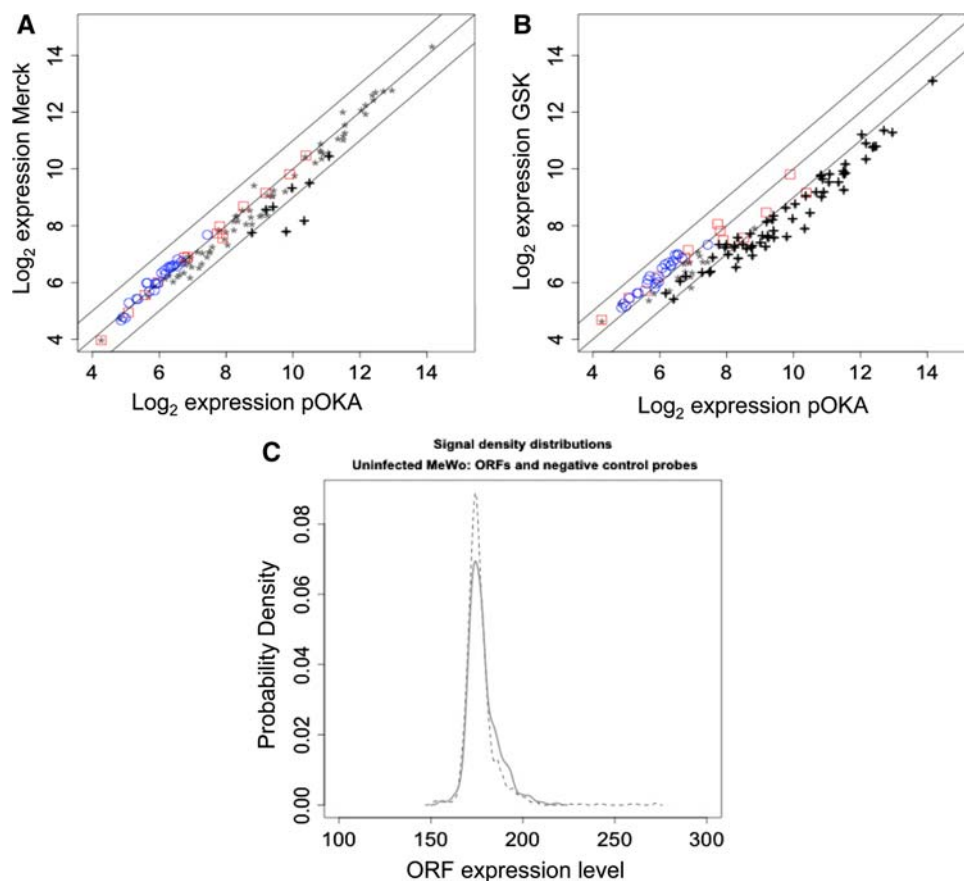 A
Log2 expression Merck
14
12
10
8
6
4
4 6 8 10 12 14
Log2 expression pOKA
B
Log2 expression GSK
14
12
10
8
6
4
4 6 8 10 12 14
Log2 expression pOKA
C
Signal density distributions
Uninfected MeWo: ORFs and negative control probes
Probability Density
0.08
0.06
0.04
0.02
0.00
100 150 200 250 300
ORF expression level